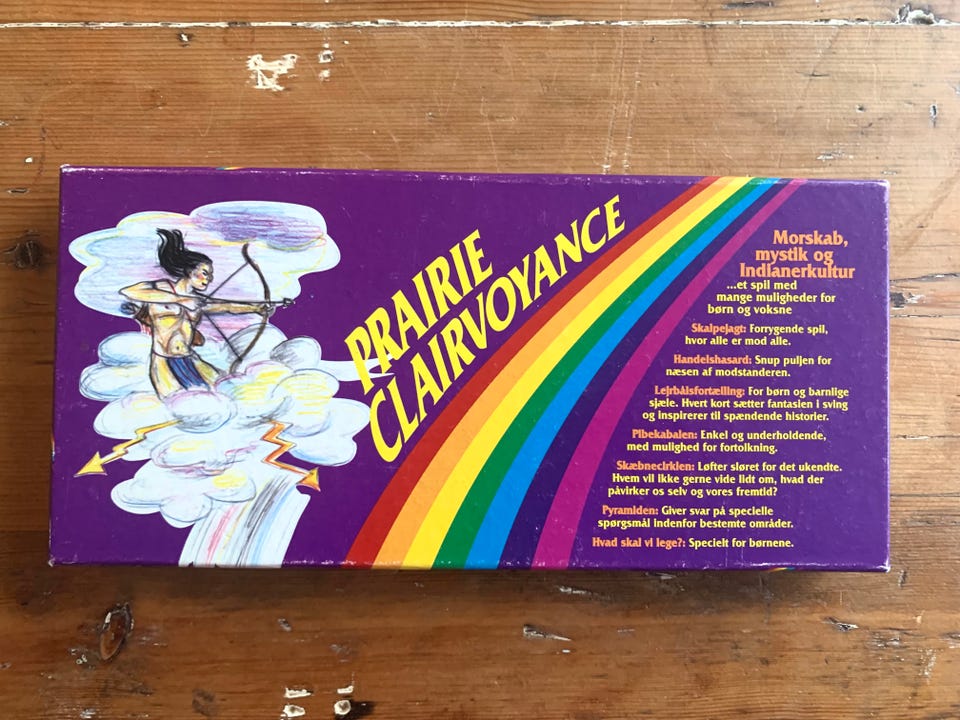 PRAIRIE
CLAIRVOYANCE
Morskab,
mystik og
Indianerkultur
...et spil med
mange muligheder for
børn og voksne
Skalpejagt: Forrygende spil,
hvor alle er mod alle.
Handelshasard: Snup puljen for
næsen af modstanderen.
Lejrbålsfortælling: For børn og barnlige
sjæle. Hvert kort sætter fantasien i sving
og inspirerer til spændende historier.
Pibekabalen: Enkel og underholdende,
med mulighed for fortolkning.
Skæbnecirklen: Løfter sløret for det ukendte.
Hvem vil ikke gerne vide lidt om, hvad der
påvirker os selv og vores fremtid?
Pyramiden: Giver svar på specielle
spørgsmål indenfor bestemte områder.
Hvad skal vi lege?: Specielt for børnene.